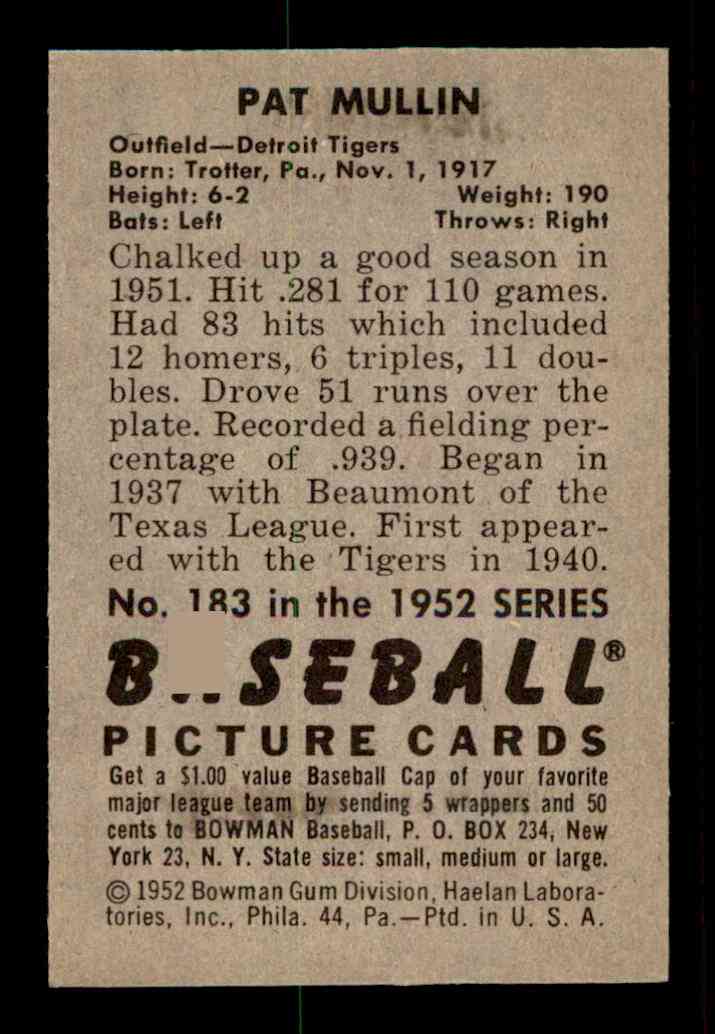 PAT MULLIN
Outfield—Detroit Tigers
Born: Trotter, Pa., Nov. 1, 1917
Height: 6-2 Weight: 190
Bats: Left Throws: Right
Chalked up a good season in
1951. Hit .281 for 110 games.
Had 83 hits which included
12 homers, 6 triples, 11 dou-
bles. Drove 51 runs over the
plate. Recorded a fielding per-
centage of .939. Began in
1937 with Beaumont of the
Texas League. First appear-
ed with the Tigers in 1940.
No. 183 in the 1952 SERIES
BASEBALL®
PICTURE CARDS
Get a $1.00 value Baseball Cap of your favorite
major league team by sending 5 wrappers and 50
cents to BOWMAN Baseball, P. O. BOX 234, New
York 23, N. Y. State size: small, medium or large.
© 1952 Bowman Gum Division, Haelan Labora-
tories, Inc., Phila. 44, Pa.—Ptd. in U. S. A.